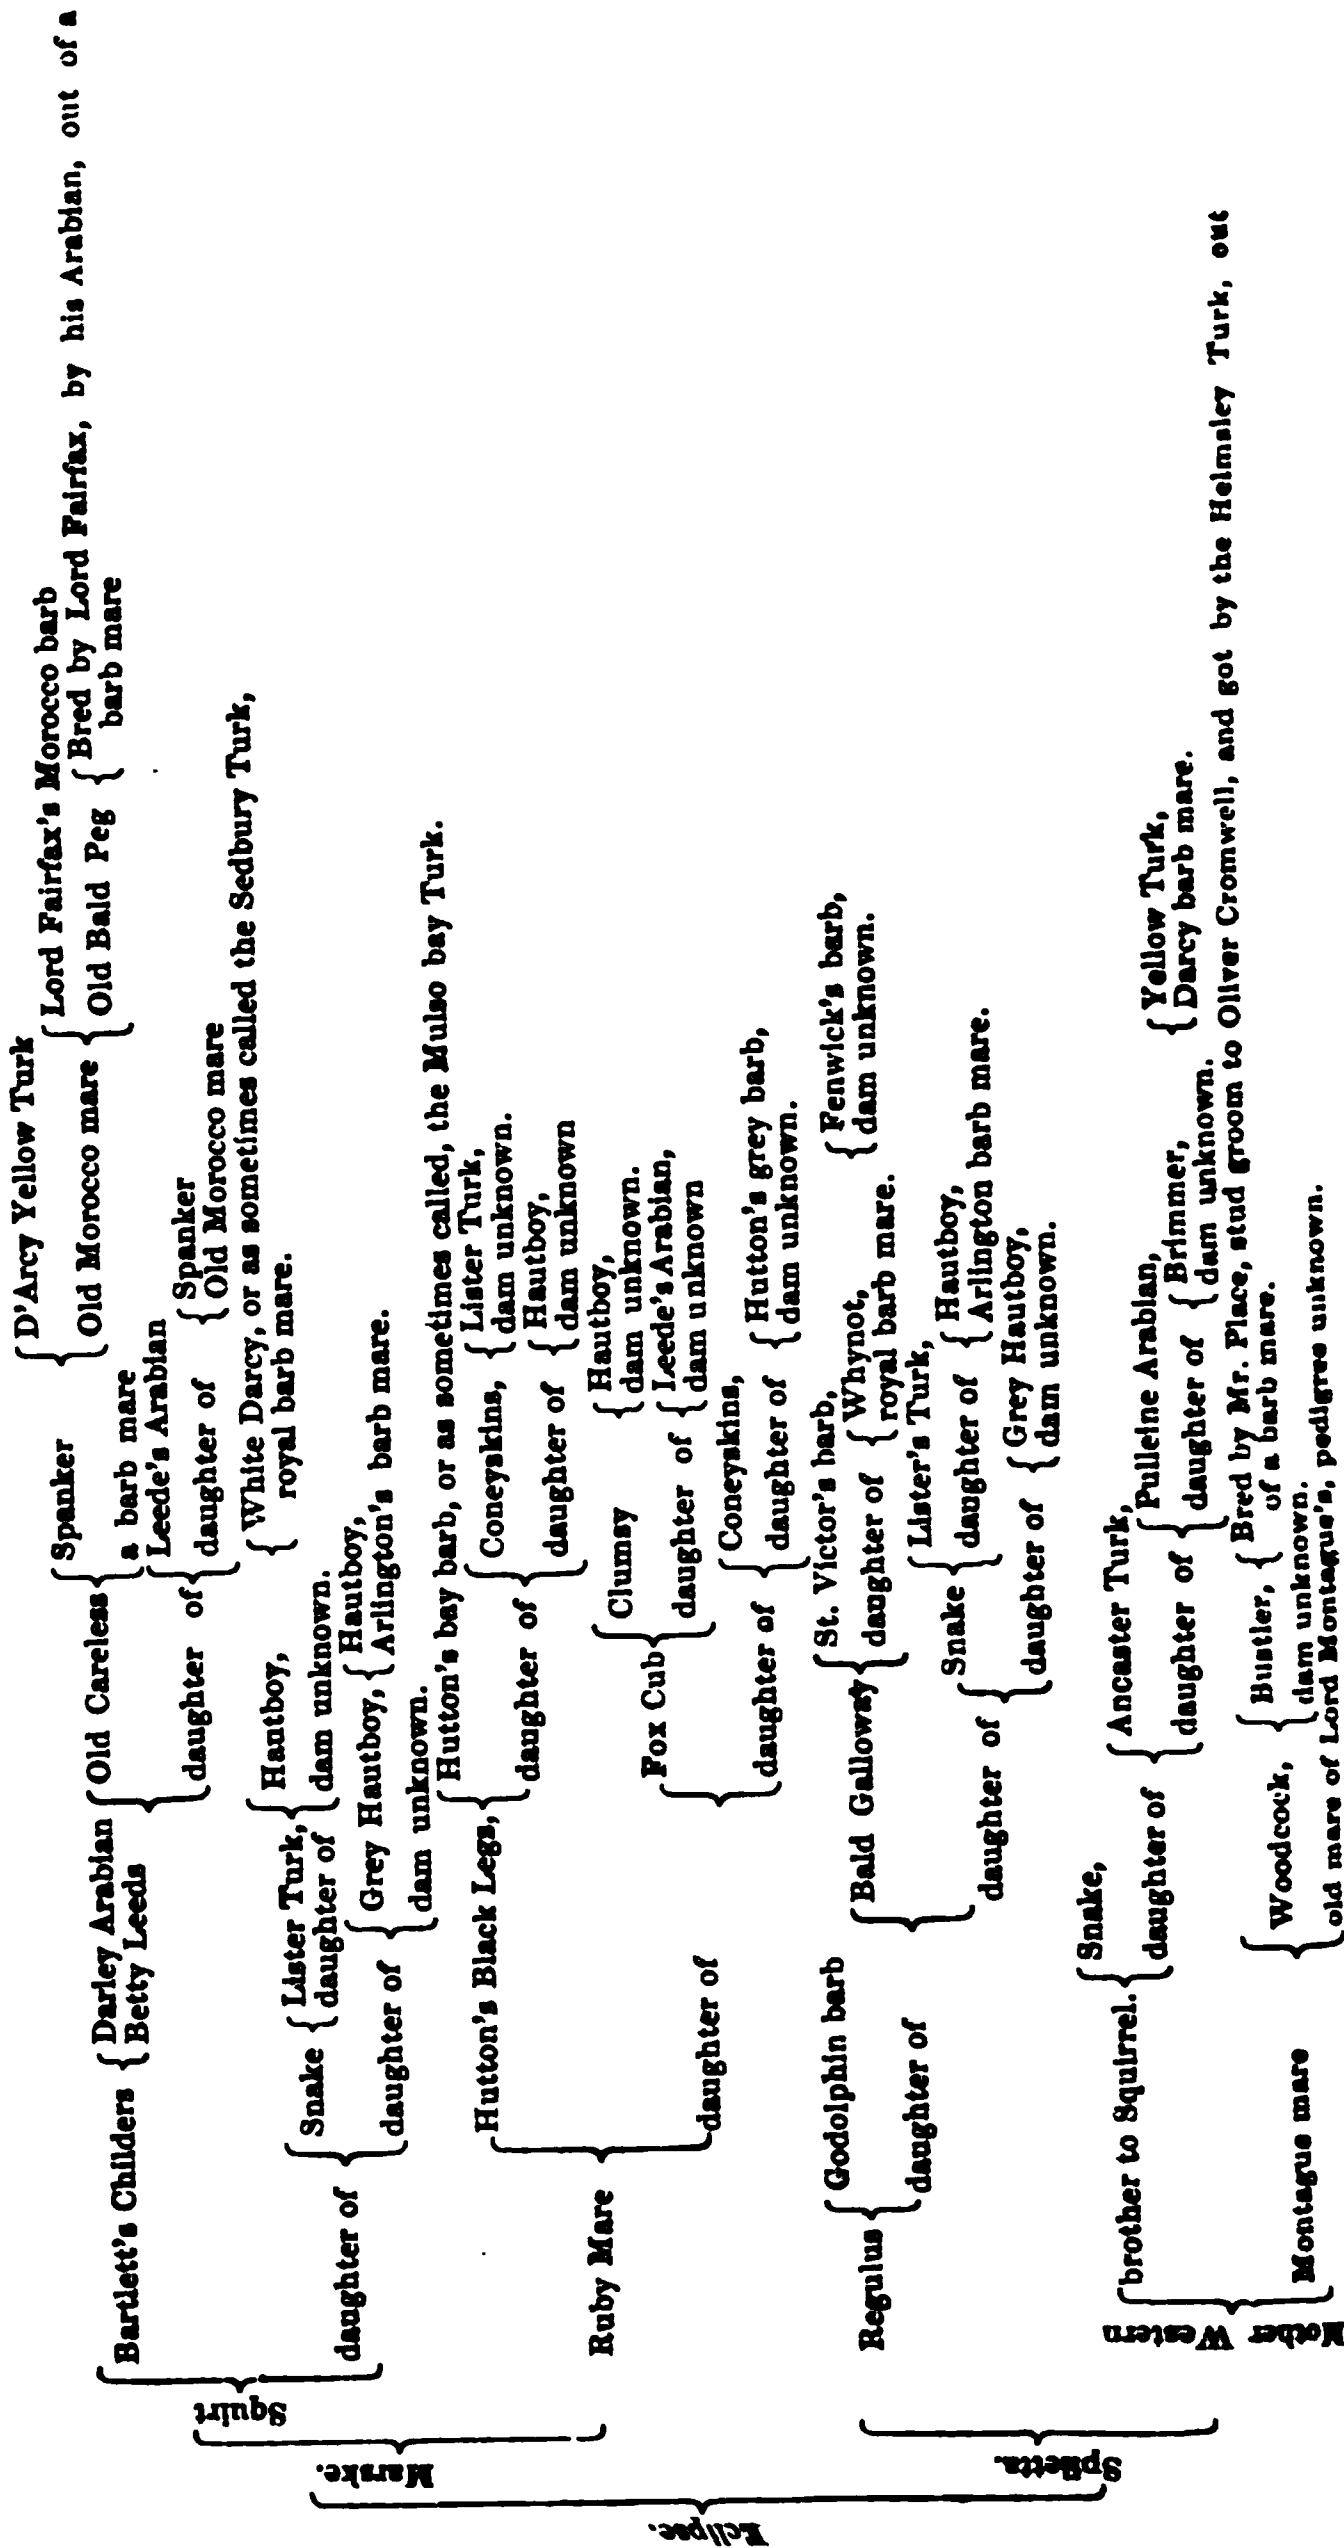 Eclipse.
Marske.
Spiletta.
Squirt
Mother Western
Bartlett's Childers
daughter of
Ruby Mare
Regulus
brother to Squirrel.
Montague mare
Darley Arabian
Betty Leeds
Snake
daughter of
Hutton's Black Legs,
daughter of
Godolphin barb
daughter of
Snake,
daughter of
Woodcock,
old mare of Lord Montague's, pedigree unknown.
Old Careless
daughter of
Lister Turk,
daughter of
Hautboy,
dam unknown.
Grey Hautboy,
dam unknown.
Hautboy,
Arlington's barb mare.
Hutton's bay barb, or as sometimes called, the Mulso bay Turk.
daughter of
Fox Cub
daughter of
Bald Galloway
daughter of
Ancaster Turk,
daughter of
Bustler,
dam unknown.
Spanker
a barb mare
Leede's Arabian
daughter of
White Darcy, or as sometimes called the Sedbury Turk,
royal barb mare.
Coneyskins,
daughter of
Clumsy
daughter of
Coneyskins,
daughter of
St. Victor's barb,
daughter of
Snake
daughter of
Pulleine Arabian,
daughter of
Bred by Mr. Place, stud groom to Oliver Cromwell, and got by the Helmsley Turk, out
of a barb mare.
D'Arcy Yellow Turk
Old Morocco mare
Spanker
Old Morocco mare
Lister Turk,
dam unknown.
Hautboy,
dam unknown
Hautboy,
dam unknown.
Leede's Arabian,
dam unknown
Hutton's grey barb,
dam unknown.
Whynot,
royal barb mare.
Lister's Turk,
daughter of
Grey Hautboy,
dam unknown.
Brimmer,
dam unknown.
Lord Fairfax's Morocco barb
Old Bald Peg
Fenwick's barb,
dam unknown.
Hautboy,
Arlington barb mare.
Yellow Turk,
Darcy barb mare.
Bred by Lord Fairfax, by his Arabian, out of a
barb mare